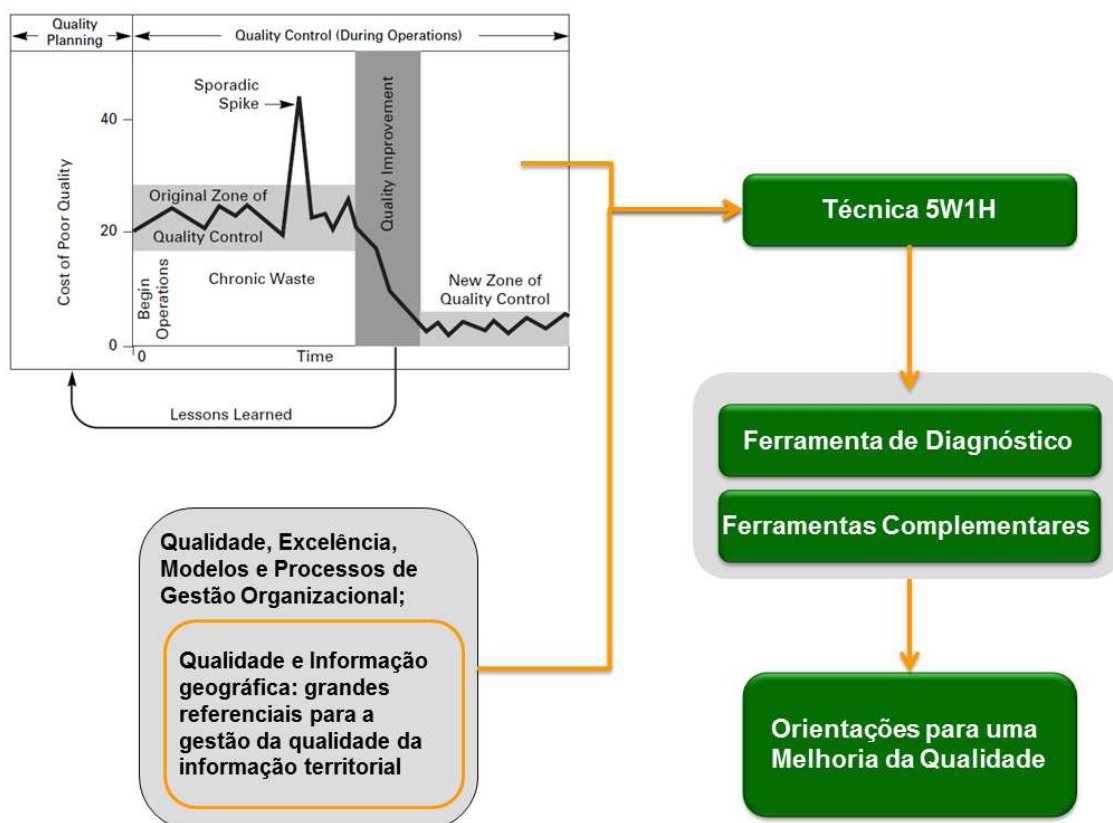 Quality
Planning
Quality Control (During Operations)
Sporadic
Spike
40
Original Zone of
20
Quality Control
Cost of Poor Quality
Begin
Operations
Chronic Waste
Quality Improvement
New Zone of
Quality Control
0
0
Time
Lessons Learned
Técnica 5W1H
Ferramenta de Diagnóstico
Ferramentas Complementares
Qualidade, Excelência,
Modelos e Processos de
Gestão Organizacional;
Qualidade e Informação
geográfica: grandes
referenciais para a
gestão da qualidade da
informação territorial
Orientações para uma
Melhoria da Qualidade